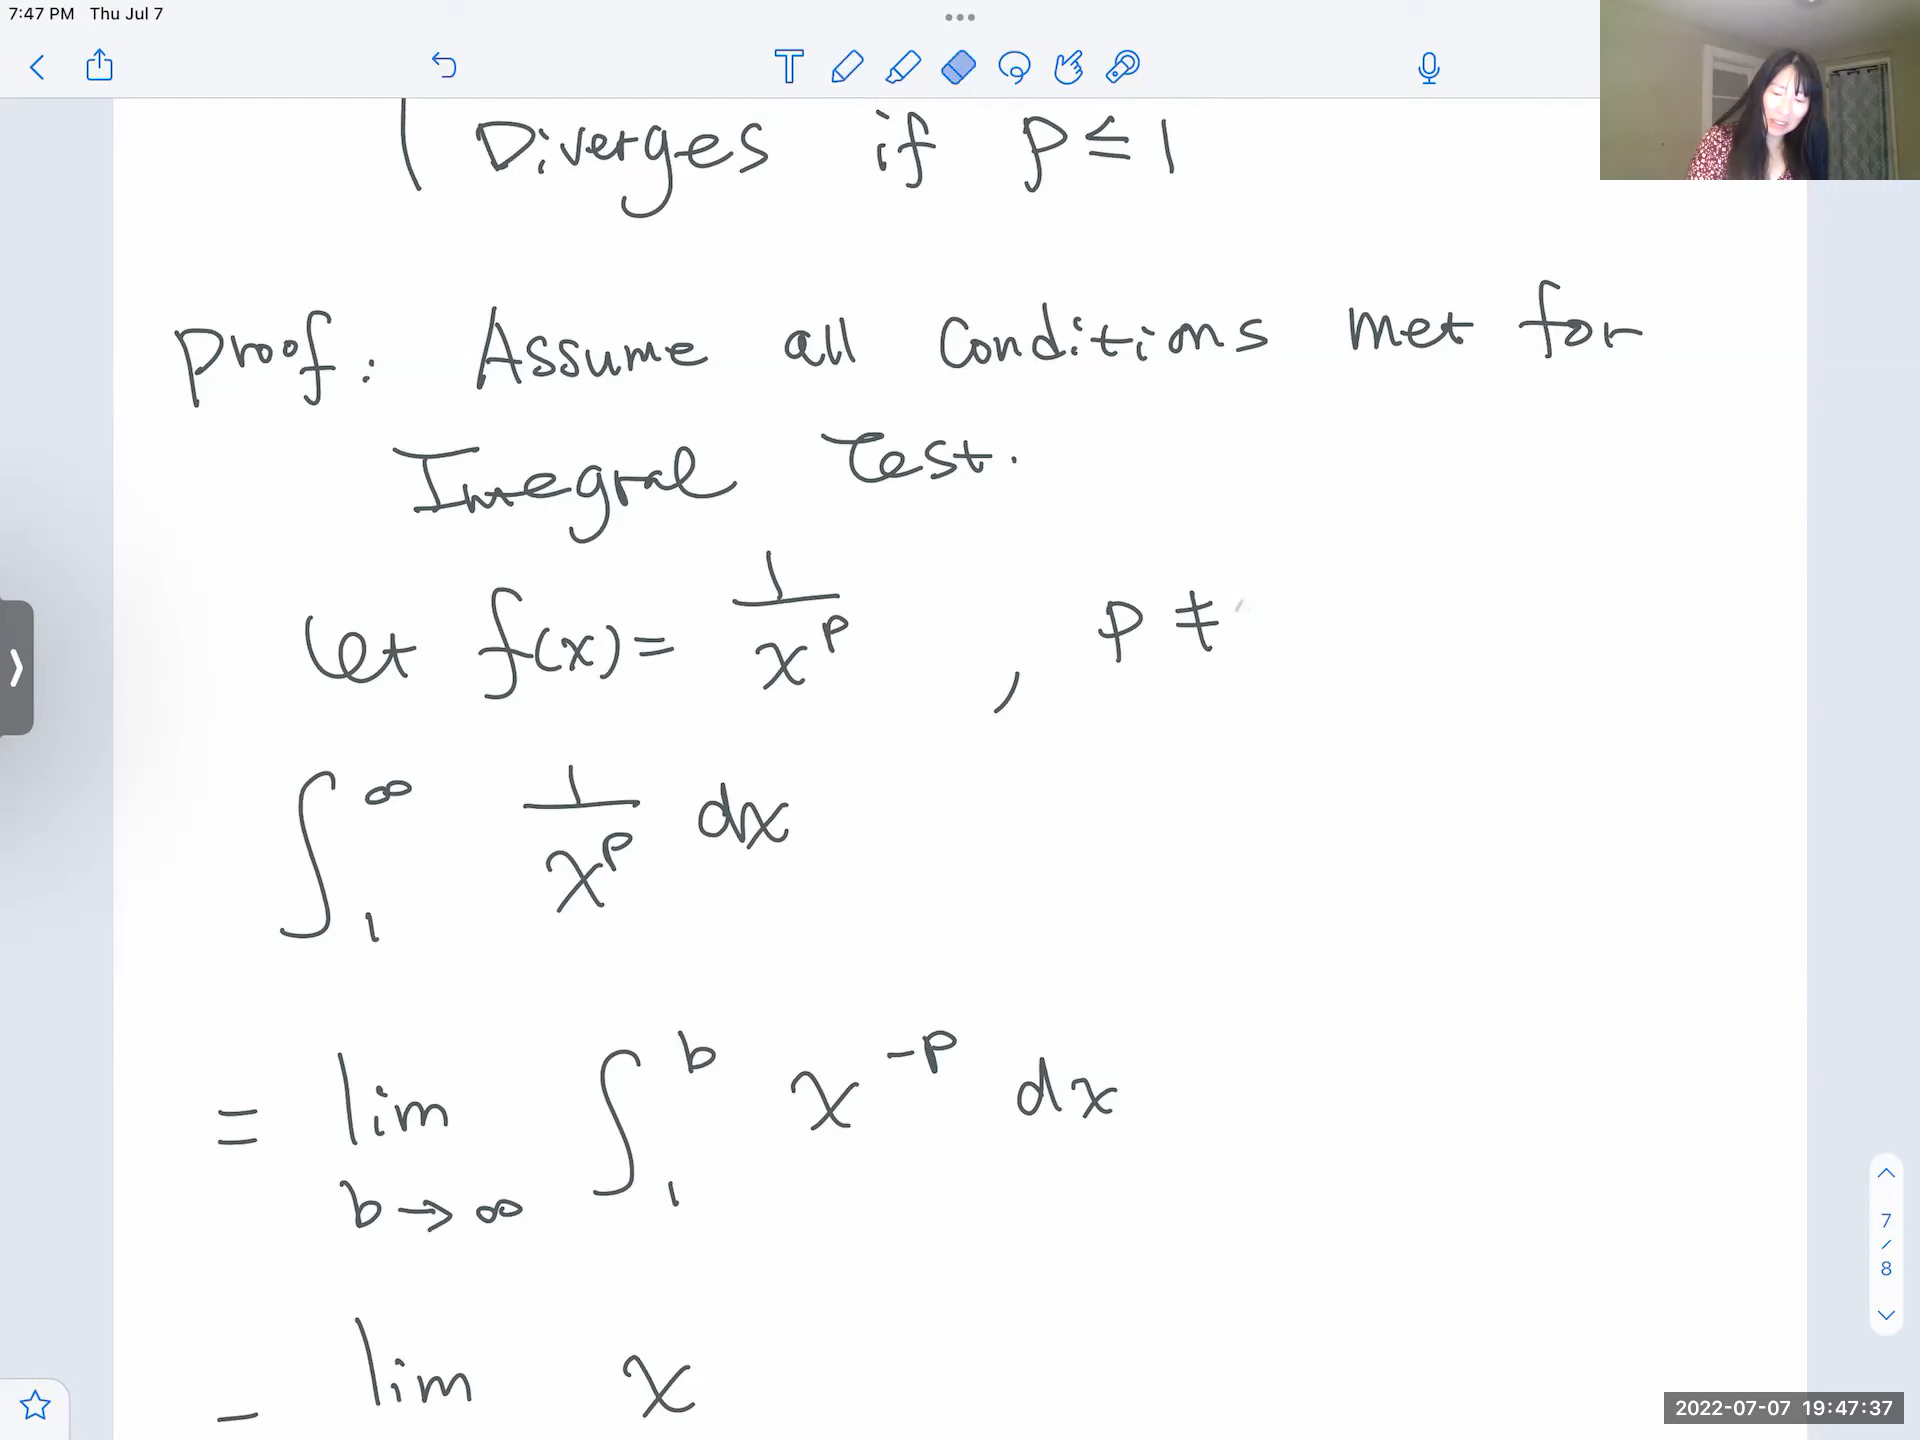 7:47 PM Thu Jul 7
Diverges if p ≤ 1
Proof: Assume all conditions met for
Integral Test.
Let f(x) = 1/x^p , p ≠
∫_1^∞ 1/x^p dx
= lim_{b→∞} ∫_1^b x^{-p} dx
= lim x
7
/
8
2022-07-07 19:47:37